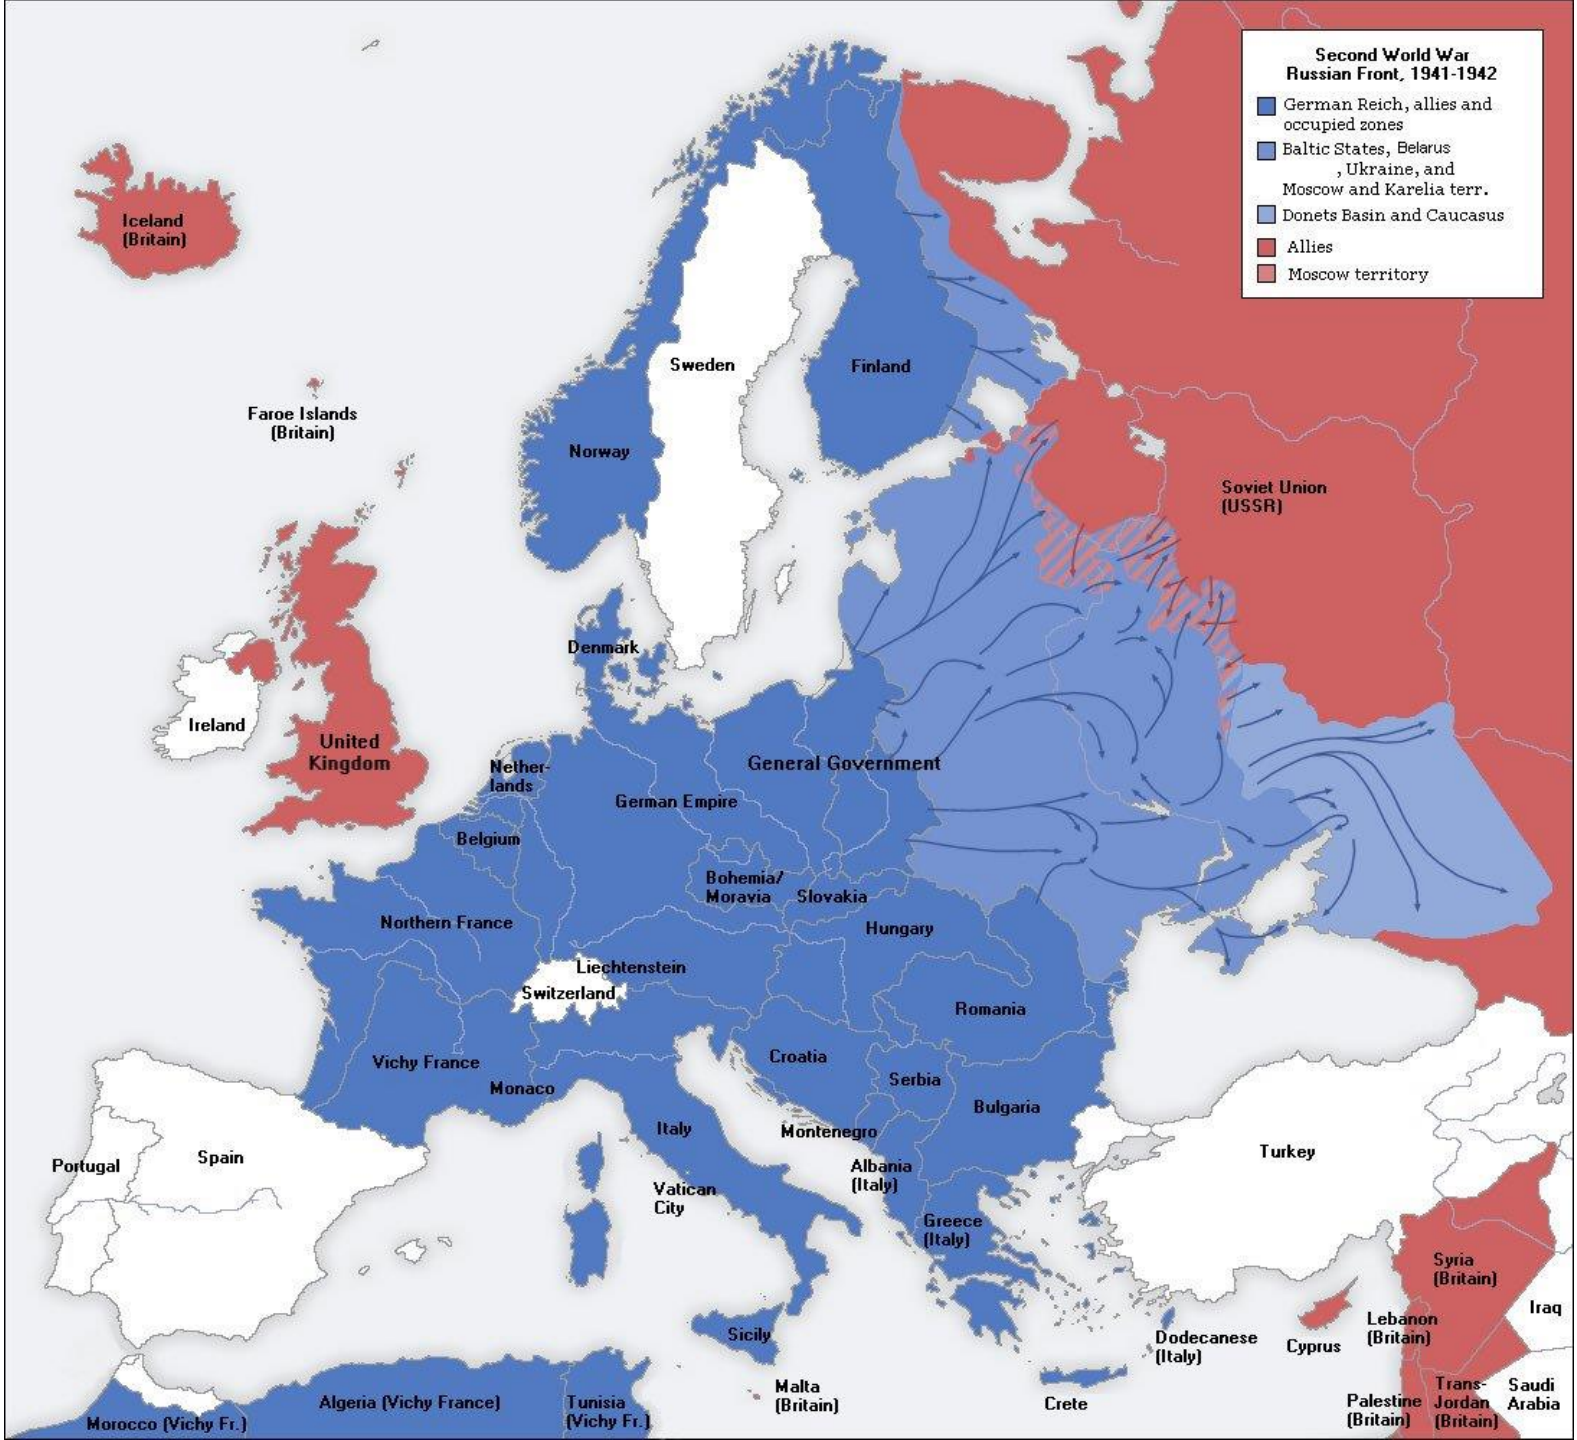 Second World War
Russian Front, 1941-1942
German Reich, allies and
occupied zones
Baltic States, Belarus
, Ukraine, and
Moscow and Karelia terr.
Donets Basin and Caucasus
Allies
Moscow territory
Iceland
(Britain)
Faroe Islands
(Britain)
Sweden
Finland
Norway
Soviet Union
(USSR)
Denmark
Ireland
United
Kingdom
Nether-
lands
General Government
German Empire
Belgium
Bohemia/
Moravia
Slovakia
Northern France
Hungary
Liechtenstein
Switzerland
Romania
Vichy France
Monaco
Croatia
Serbia
Bulgaria
Italy
Montenegro
Albania
(Italy)
Portugal
Spain
Turkey
Vatican
City
Greece
(Italy)
Syria
(Britain)
Iraq
Sicily
Dodecanese
(Italy)
Cyprus
Lebanon
(Britain)
Malta
(Britain)
Crete
Morocco (Vichy Fr.)
Algeria (Vichy France)
Tunisia
(Vichy Fr.)
Palestine
(Britain)
Trans-
Jordan
(Britain)
Saudi
Arabia